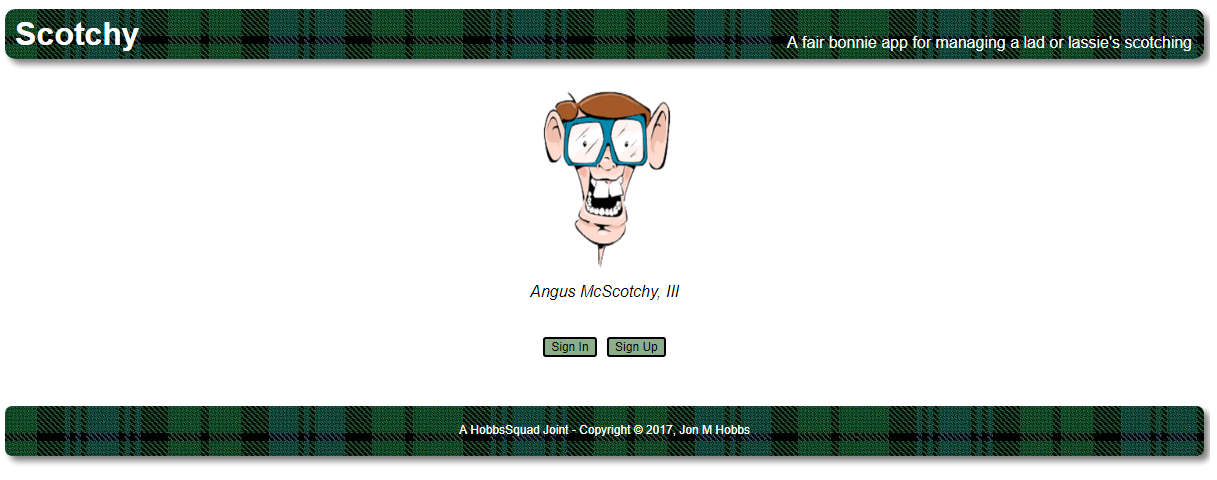 Scotchy
A fair bonnie app for managing a lad or lassie's scotching
Angus McScotchy, III
Sign In
Sign Up
A HobbsSquad Joint - Copyright © 2017, Jon M Hobbs